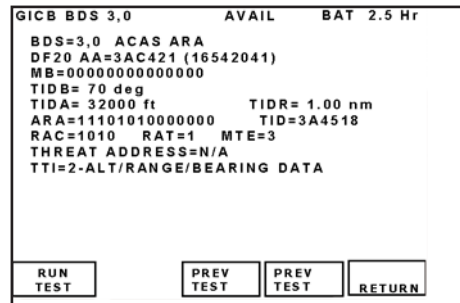 GICB BDS 3,0 AVAIL BAT 2.5 Hr
BDS=3,0 ACAS ARA
DF20 AA=3AC421 (16542041)
MB=00000000000000
TIDB= 70 deg
TIDA= 32000 ft TIDR= 1.00 nm
ARA=11101010000000 TID=3A4518
RAC=1010 RAT=1 MTE=3
THREAT ADDRESS=N/A
TTI=2-ALT/RANGE/BEARING DATA
RUN TEST
PREV TEST
PREV TEST
RETURN